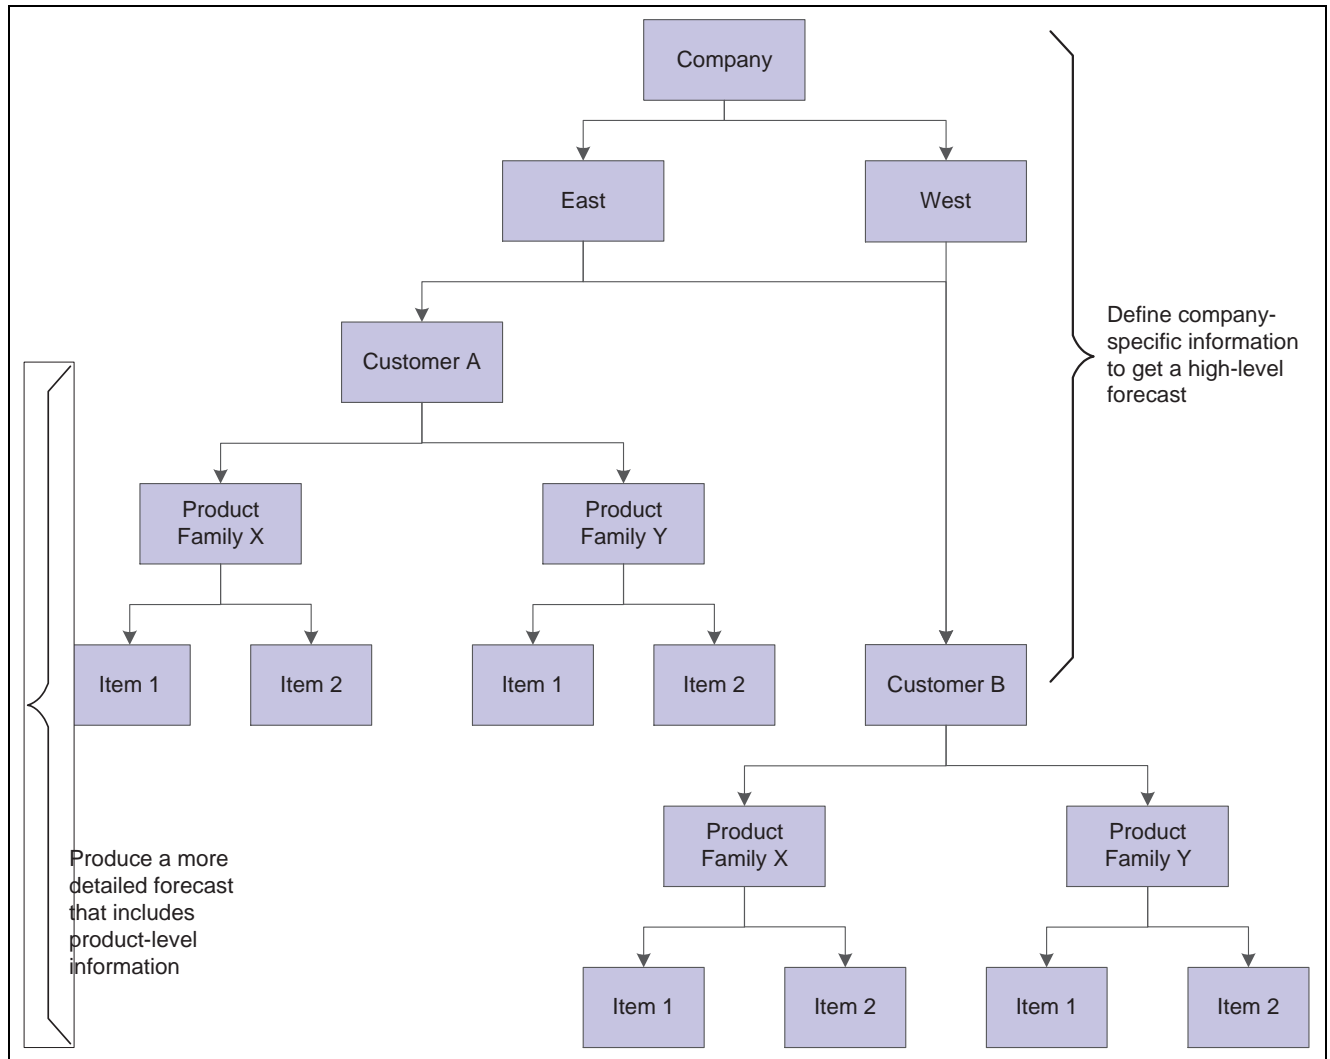 Company
East
West
Define company-
specific information
to get a high-level
forecast
Customer A
Product
Family X
Product
Family Y
Item 1
Item 2
Item 1
Item 2
Customer B
Produce a more
detailed forecast
that includes
product-level
information
Product
Family X
Product
Family Y
Item 1
Item 2
Item 1
Item 2